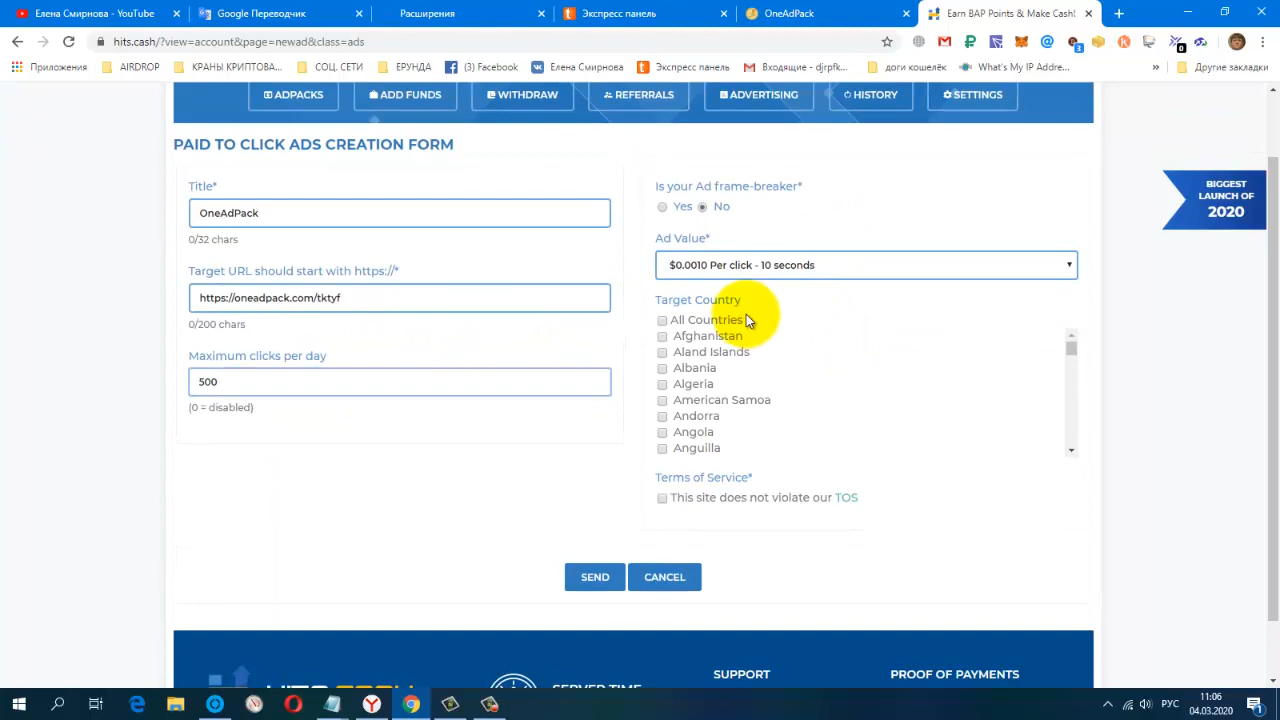 Елена Смирнова - YouTube
Google Переводчик
Расширения
Экспресс панель
OneAdPack
Earn BAP Points & Make Cash!
hits.cash/?view=account&page=newad&class=ads
3
0
Приложения
AIRDROP
КРАНЫ КРИПТОВА...
СОЦ. СЕТИ
ЕРУНДА
(3) Facebook
Елена Смирнова
Экспресс панель
Входящие - djrpfk...
доги кошелёк
What's My IP Addre...
»
Другие закладки
ADPACKS
ADD FUNDS
WITHDRAW
REFERRALS
ADVERTISING
HISTORY
SETTINGS
PAID TO CLICK ADS CREATION FORM
Title*
OneAdPack
0/32 chars
Target URL should start with https://*
https://oneadpack.com/tktyf
0/200 chars
Maximum clicks per day
500
(0 = disabled)
Is your Ad frame-breaker*
Yes
No
Ad Value*
$0.0010 Per click - 10 seconds
Target Country
All Countries
Afghanistan
Aland Islands
Albania
Algeria
American Samoa
Andorra
Angola
Anguilla
Terms of Service*
This site does not violate our TOS
SEND
CANCEL
BIGGEST
LAUNCH OF
2020
SERVER TIME
SUPPORT
PROOF OF PAYMENTS
РУС
11:06
04.03.2020
1